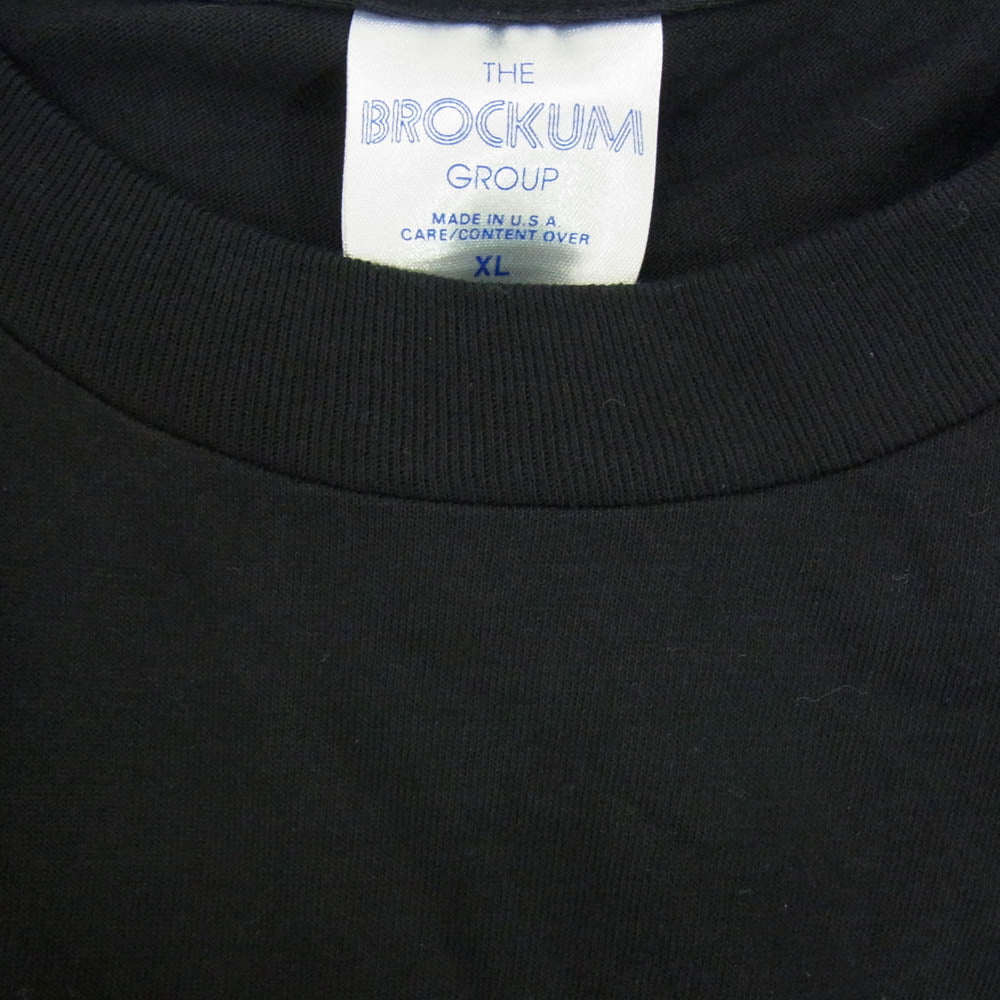 THE
BROCKUM
GROUP
MADE IN U.S A
CARE/CONTENT OVER
XL